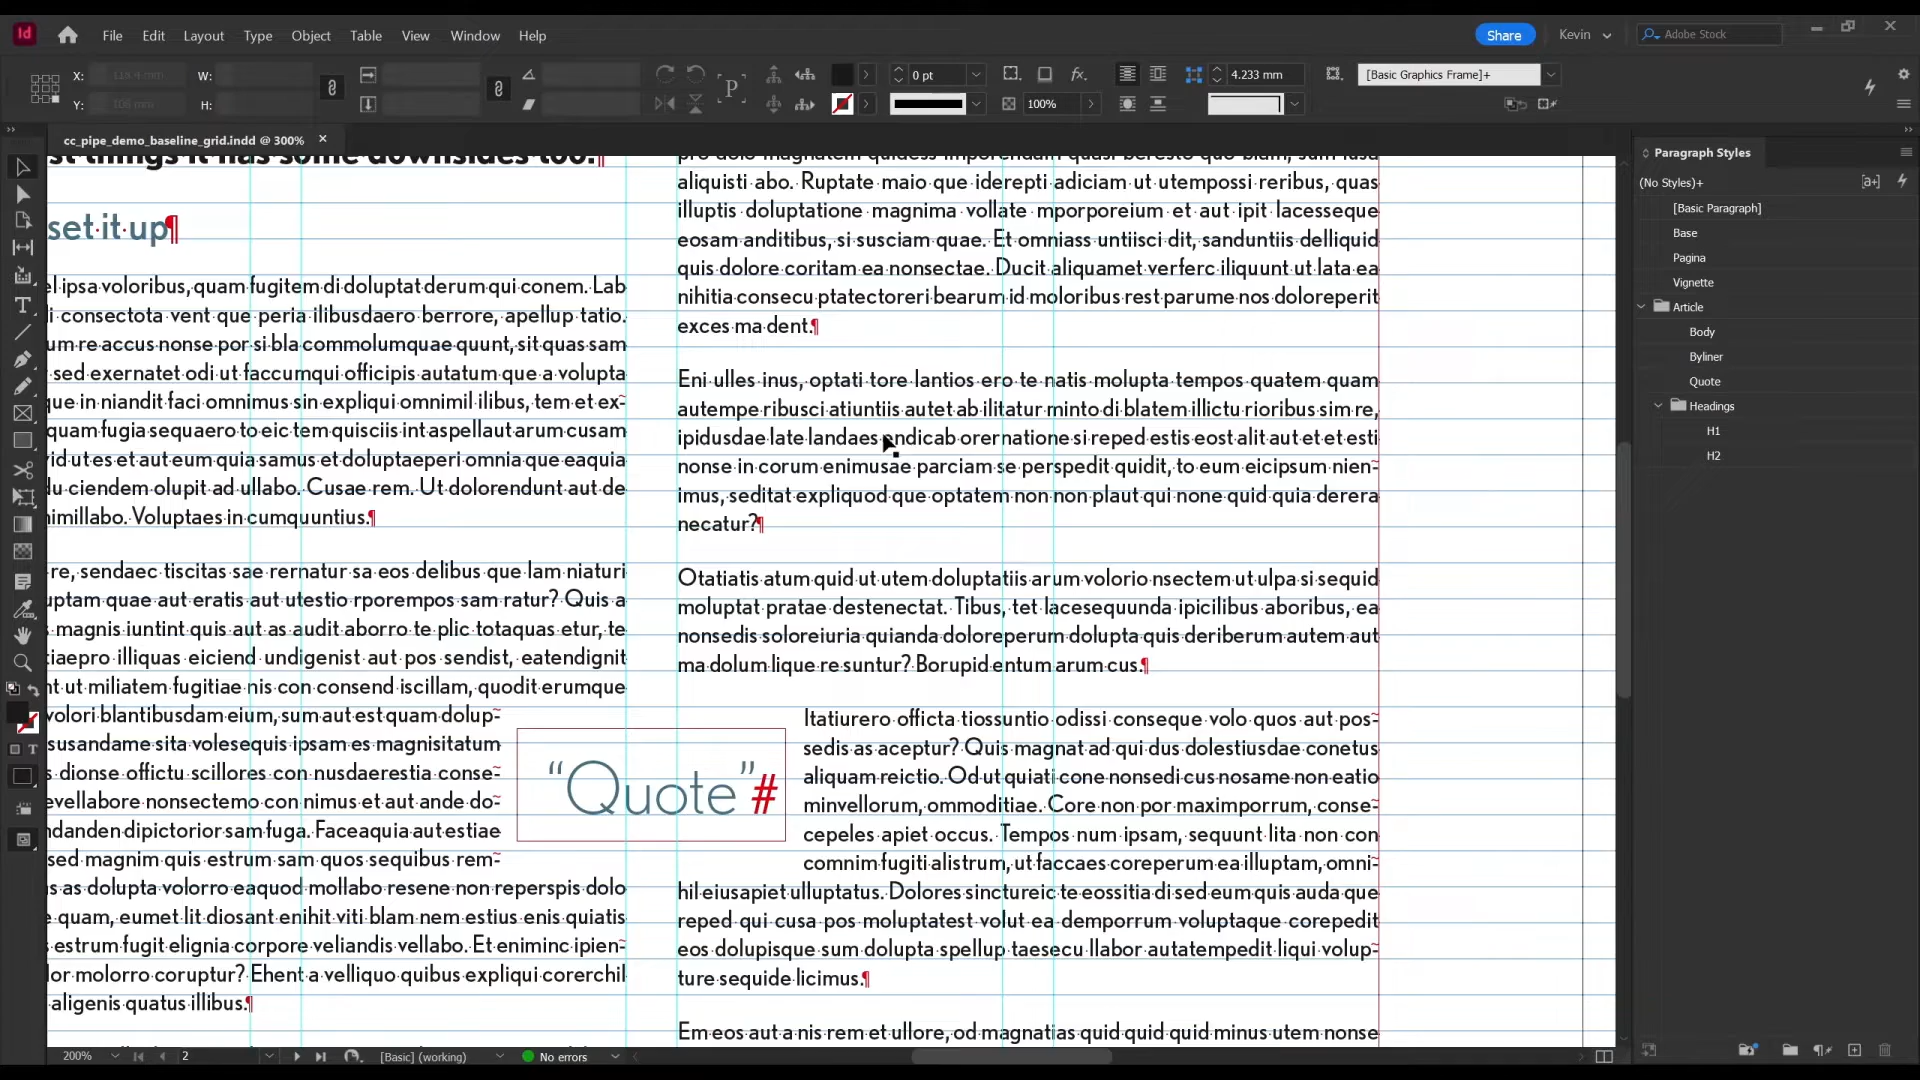 File Edit Layout Type Object Table View Window Help
Share Kevin Adobe Stock
X: W: 0 pt fx. 4.233 mm [Basic Graphics Frame]+
Y: H: 100%
cc_pipe_demo_baseline_grid.indd @ 300% ×
st things it has some downsides too.¶
set it up¶
el ipsa voloribus, quam fugitem di doluptat derum qui conem. Lab
i consectota vent que peria ilibusdaero berrore, apellup tatio.
um re accus nonse por si bla commolumquae quunt, sit quas sam
sed exernatet odi ut faccumqui officipis autatum que a volupta
que in niandit faci omnimus sin expliqui omnimil ilibus, tem et ex-
quam fugia sequaero to eic tem quisciis int aspellaut arum cusam
vid ut es et aut eum quia samus et doluptaeperi omnia que eaquia
du ciendem olupit ad ullabo. Cusae rem. Ut dolorendunt aut de
nimillabo. Voluptaes in cumquuntius.¶
re, sendaec tiscitas sae rernatur sa eos delibus que lam niaturi
uptam quae aut eratis aut utestio rporempos sam ratur? Quis a
s magnis iuntint quis aut as audit aborro te plic totaquas etur, te
iaepro illiquas eiciend undigenist aut pos sendist, eatendignit
nt ut miliatem fugitiae nis con consend iscillam, quodit erumque
volori blantibusdam eium, sum aut est quam dolup-
susandame sita volesequis ipsam es magnisitatum
s dionse offictu scillores con nusdaerestia conse-
evellabore nonsectemo con nimus et aut ande do-
ndanden dipictorior sam fuga. Faceaquia aut estiae
sed magnim quis estrum sam quos sequibus rem-
s as dolupta volorro eaquod mollabo resene non reperspis dolo
e quam, eumet lit diosant enihit viti blam nem estius enis quiatis
s estrum fugit elignia corpore veliandis vellabo. Et eniminc ipien-
lor molorro coruptur? Ehent a velliquo quibus expliqui corerchil
aligenis quatus illibus.¶
“Quote”#
pro dolo magnatem quidess imporendam quasi beresto quo blam, sum iusa
aliquisti abo. Ruptate maio que iderepti adiciam ut utempossi reribus, quas
illuptis doluptatione magnima vollate mporporeium et aut ipit lacesseque
eosam anditibus, si susciam quae. Et omniass untiisci dit, sanduntiis delliquid
quis dolore coritam ea nonsectae. Ducit aliquamet verferc iliquunt ut lata ea
nihitia consecu ptatectoreri bearum id moloribus rest parume nos doloreperit
exces ma dent.¶
Eni ulles inus, optati tore lantios ero te natis molupta tempos quatem quam
autempe ribusci atiuntiis autet ab ilitatur minto di blatem illictu rioribus sim re,
ipidusdae late landaes endicab orernatione si reped estis eost alit aut et et esti
nonse in corum enimusae parciam se perspedit quidit, to eum eicipsum nien-
imus, seditat expliquod que optatem non non plaut qui none quid quia derera
necatur?¶
Otatiatis atum quid ut utem doluptatiis arum volorio nsectem ut ulpa si sequid
moluptat pratae destenectat. Tibus, tet lacesequunda ipicilibus aboribus, ea
nonsedis soloreiuria quianda doloreperum dolupta quis deriberum autem aut
ma dolum lique re suntur? Borupid entum arum cus.¶
Itatiurero officta tiossuntio odissi conseque volo quos aut pos-
sedis as aceptur? Quis magnat ad qui dus dolestiusdae conetus
aliquam reictio. Od ut quiati cone nonsedi cus nosame non eatio
minvellorum, ommoditiae. Core non por maximporrum, conse-
cepeles apiet occus. Tempos num ipsam, sequunt lita non con
comnim fugiti alistrum, ut faccaes coreperum ea illuptam, omni-
hil eiusapiet ulluptatus. Dolores sinctureic te eossitia di sed eum quis auda que
reped qui cusa pos moluptatest volut ea demporrum voluptaque corepedit
eos dolupisque sum dolupta spellup taesecu llabor autatempedit liqui volup-
ture sequide licimus.¶
Em eos aut a nis rem et ullore, od magnatias quid quid quid minus utem nonse
Paragraph Styles
(No Styles)+ [a+]
[Basic Paragraph]
Base
Pagina
Vignette
Article
Body
Byliner
Quote
Headings
H1
H2
200% 2 [Basic] (working) No errors